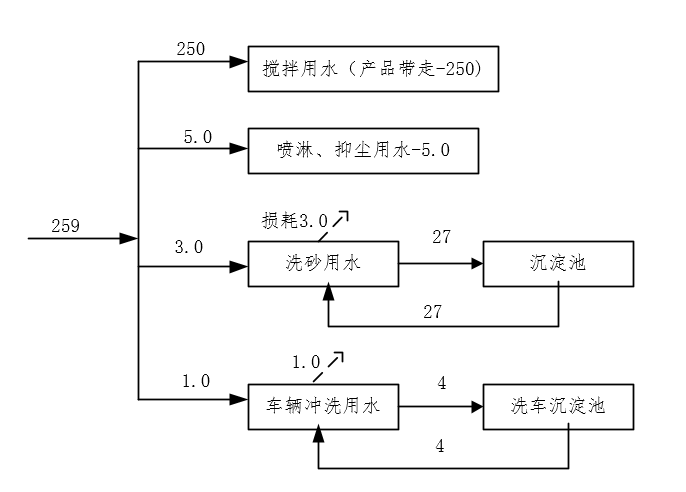 250
搅拌用水（产品带走-250)
5.0
喷淋、抑尘用水-5.0
259
损耗3.0
3.0
洗砂用水
27
沉淀池
27
1.0
1.0
车辆冲洗用水
4
洗车沉淀池
4